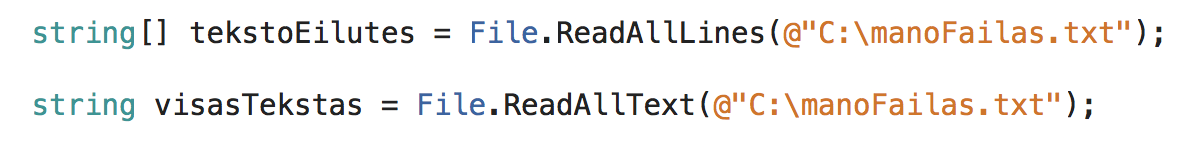 string[] tekstoEilutes = File.ReadAllLines(@"C:\manoFailas.txt");
string visasTekstas = File.ReadAllText(@"C:\manoFailas.txt");